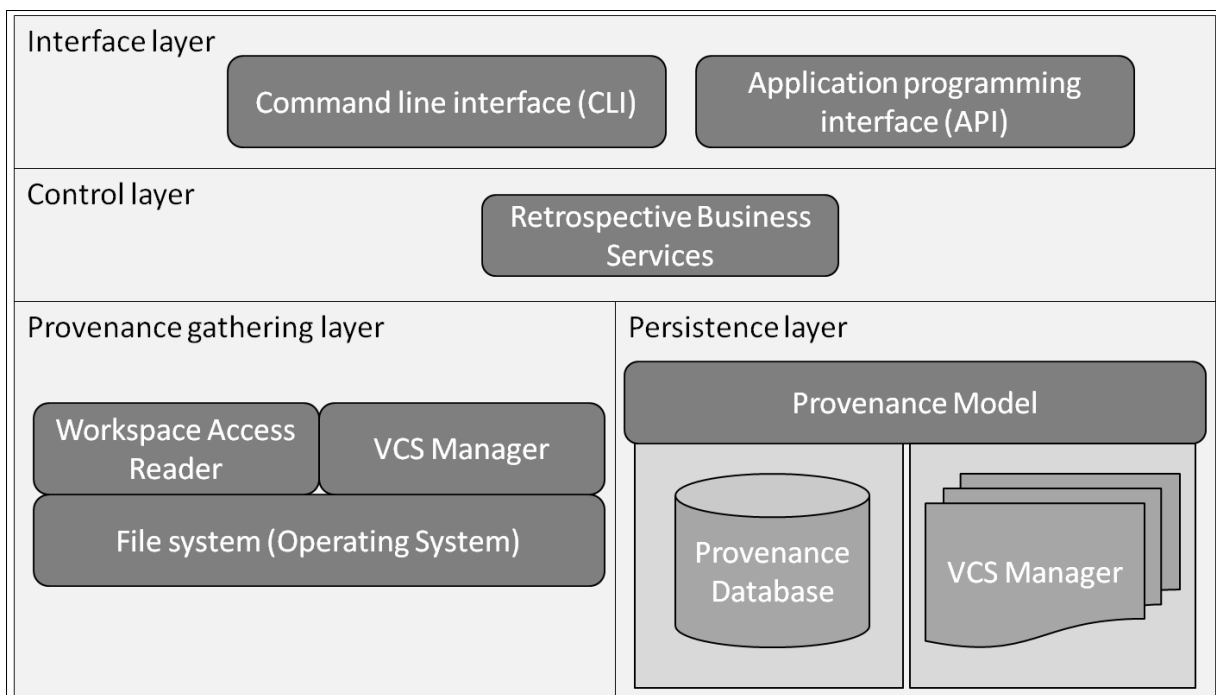 Interface layer
Command line interface (CLI)
Application programming
interface (API)
Control layer
Retrospective Business
Services
Provenance gathering layer
Workspace Access
Reader
VCS Manager
File system (Operating System)
Persistence layer
Provenance Model
Provenance
Database
VCS Manager